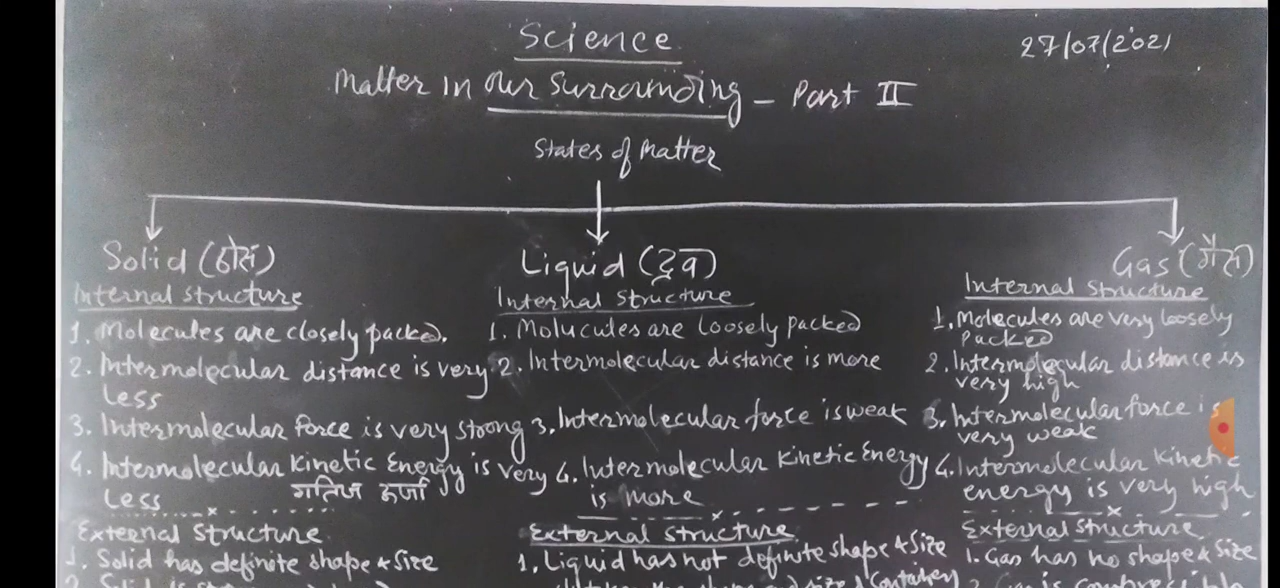 Science
27/07/2021
Matter in our Surrounding - Part II
States of Matter
Solid (ठोस)
Internal structure
1. Molecules are closely packed.
2. Intermolecular distance is very
less
3. Intermolecular force is very strong
4. Intermolecular kinetic Energy is very
less गतिज ऊर्जा
External structure
1. Solid has definite shape & size
Liquid (द्रव)
Internal structure
1. Molucules are loosely packed
2. Intermolecular distance is more
3. Intermolecular force is weak
4. Intermolecular kinetic Energy
is more
External structure
1. Liquid has not definite shape & size
Gas (गैस)
Internal structure
1. Molecules are very loosely
packed
2. Intermolecular distance is
very high
3. Intermolecular force is
very weak
4. Intermolecular kinetic
energy is very high
External structure
1. Gas has no shape & size